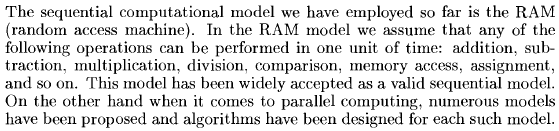 The sequential computational model we have employed so far is the RAM
(random access machine). In the RAM model we assume that any of the
following operations can be performed in one unit of time: addition, sub-
traction, multiplication, division, comparison, memory access, assignment,
and so on. This model has been widely accepted as a valid sequential model.
On the other hand when it comes to parallel computing, numerous models
have been proposed and algorithms have been designed for each such model.